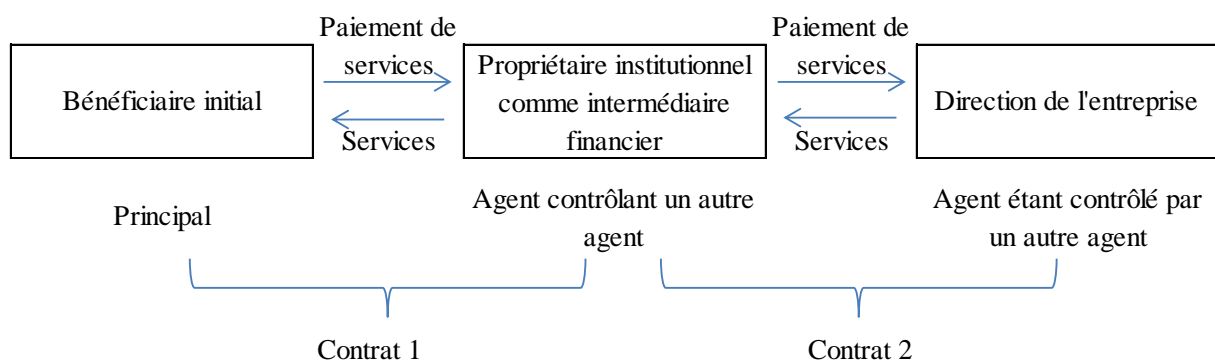 Paiement de
services
Paiement de
services
Bénéficiaire initial
Propriétaire institutionnel
comme intermédiaire
financier
Direction de l'entreprise
Services
Services
Principal
Agent contrôlant un autre
agent
Agent étant contrôlé par
un autre agent
Contrat 1
Contrat 2